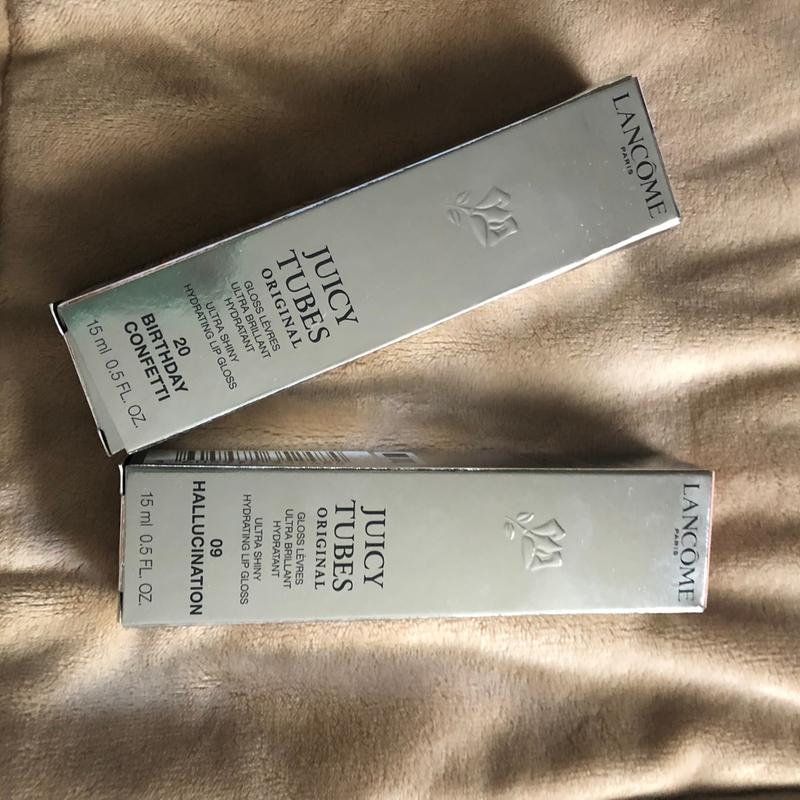 LANCÔME
PARIS
JUICY
TUBES
ORIGINAL
GLOSS LÈVRES
ULTRA BRILLANT
HYDRATANT
ULTRA SHINY
HYDRATING LIP GLOSS
20
BIRTHDAY
CONFETTI
15 ml 0.5 FL. OZ.
LANCÔME
PARIS
JUICY
TUBES
ORIGINAL
GLOSS LÈVRES
ULTRA BRILLANT
HYDRATANT
ULTRA SHINY
HYDRATING LIP GLOSS
09
HALLUCINATION
15 ml 0.5 FL. OZ.